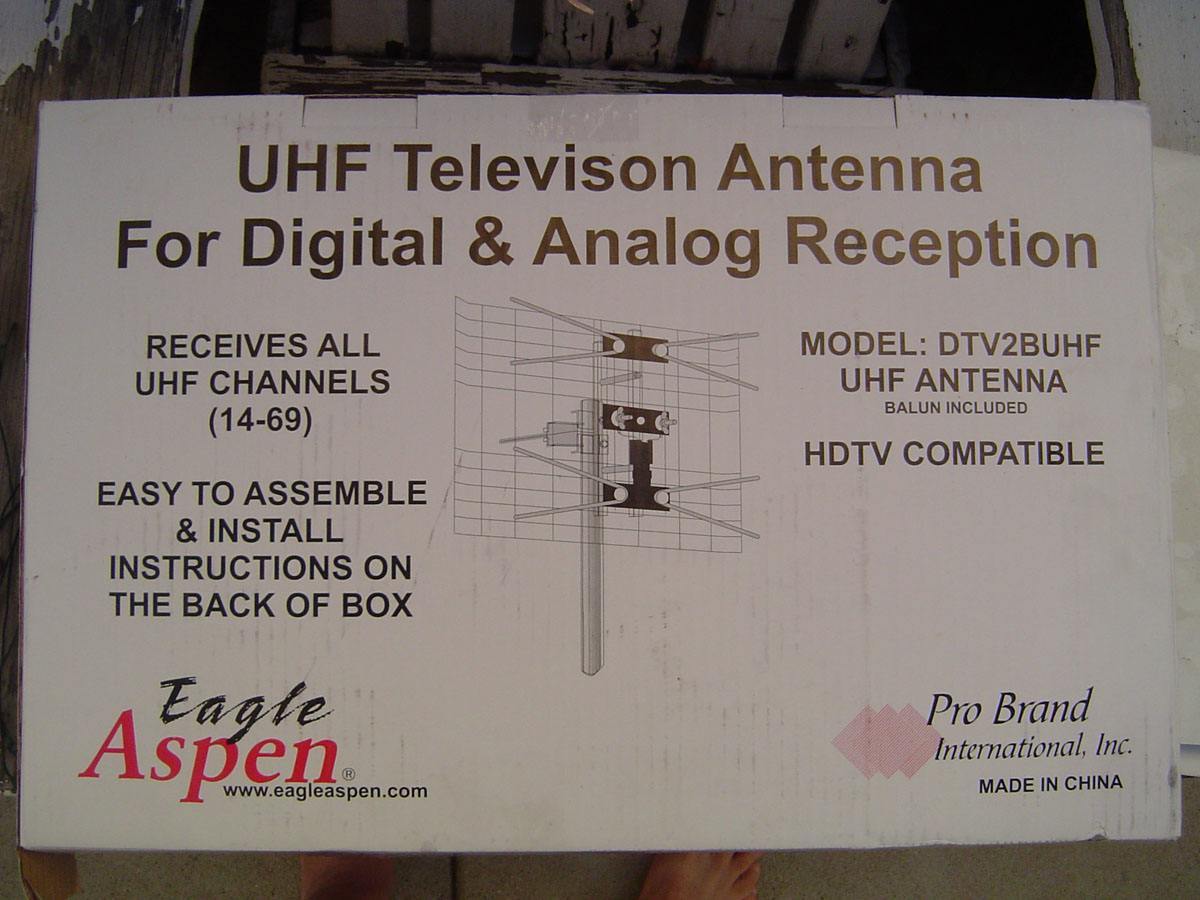 UHF Televison Antenna
For Digital & Analog Reception
RECEIVES ALL
UHF CHANNELS
(14-69)
EASY TO ASSEMBLE
& INSTALL
INSTRUCTIONS ON
THE BACK OF BOX
MODEL: DTV2BUHF
UHF ANTENNA
BALUN INCLUDED
HDTV COMPATIBLE
Eagle
Aspen®
www.eagleaspen.com
Pro Brand
International, Inc.
MADE IN CHINA